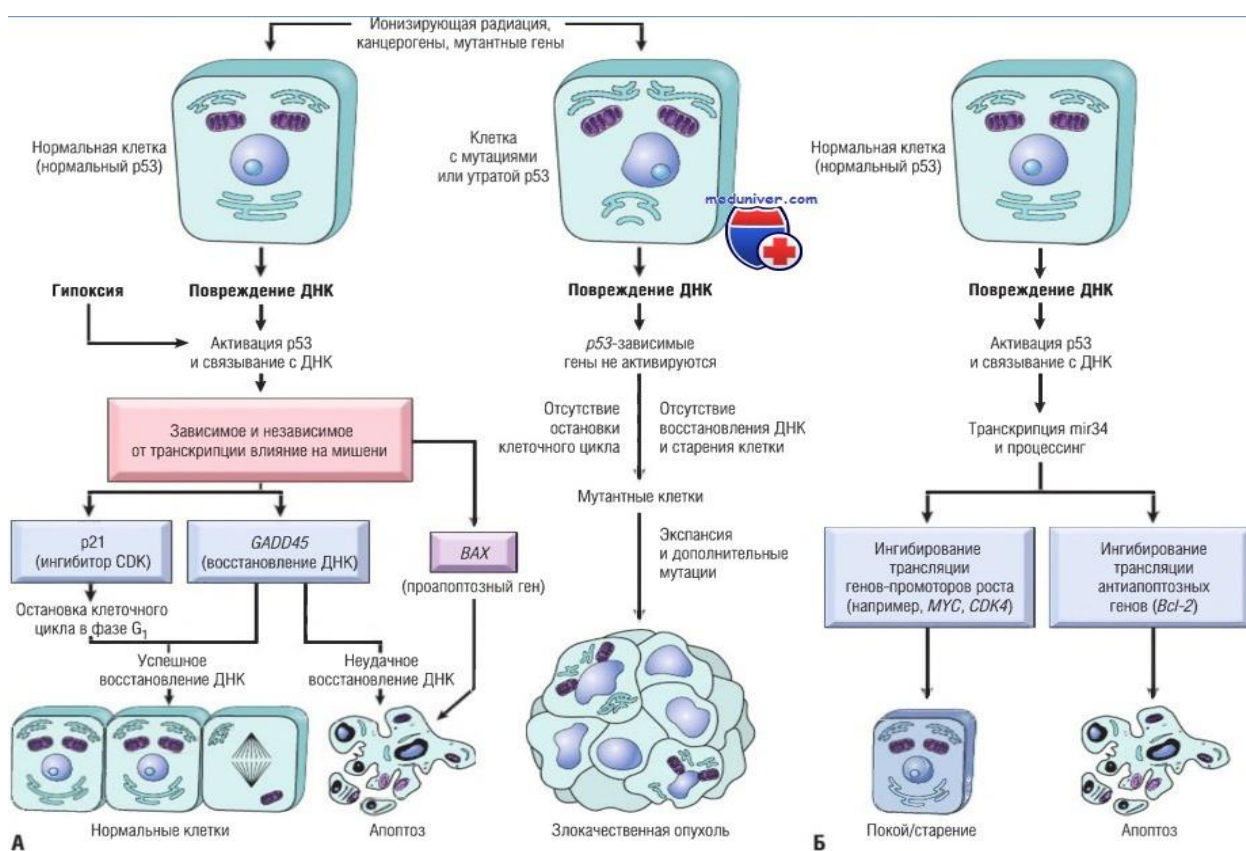 Ионизирующая радиация,
канцерогены, мутантные гены
Нормальная клетка
(нормальный p53)
Клетка
с мутациями
или утратой p53
Нормальная клетка
(нормальный p53)
meduniver.com
Гипоксия
Повреждение ДНК
Повреждение ДНК
Повреждение ДНК
Активация p53
и связывание с ДНК
p53-зависимые
гены не активируются
Активация p53
и связывание с ДНК
Зависимое и независимое
от транскрипции влияние на мишени
Отсутствие
остановки
клеточного цикла
Отсутствие
восстановления ДНК
и старения клетки
Транскрипция mir34
и процессинг
Мутантные клетки
p21
(ингибитор CDK)
GADD45
(восстановление ДНК)
BAX
(проапоптозный ген)
Экспансия
и дополнительные
мутации
Ингибирование
трансляции
генов-промоторов роста
(например, MYC, CDK4)
Ингибирование
трансляции
антиапоптозных
генов (Bcl-2)
Остановка клеточного
цикла в фазе G1
Успешное
восстановление ДНК
Неудачное
восстановление ДНК
Нормальные клетки
Апоптоз
Злокачественная опухоль
Покой/старение
Апоптоз
А
Б